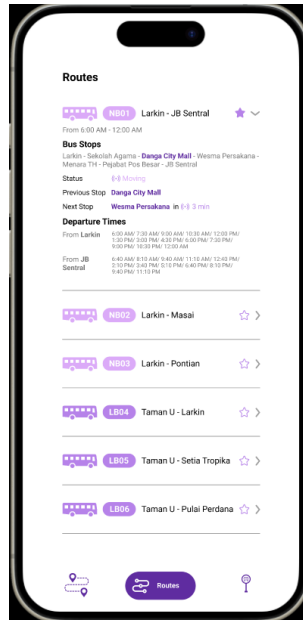 Routes
NB01 Larkin - JB Sentral
From 6:00 AM - 12:00 AM
Bus Stops
Larkin - Sekolah Agama - Danga City Mall - Wesma Persakana -
Menara TH - Pejabat Pos Besar - JB Sentral
Status Moving
Previous Stop Danga City Mall
Next Stop Wesma Persakana in 3 min
Departure Times
From Larkin 6:00 AM/ 7:30 AM/ 9:00 AM/ 10:30 AM/ 12:00 PM/
1:30 PM/ 3:00 PM/ 4:30 PM/ 6:00 PM/ 7:30 PM/
9:00 PM/ 10:30 PM/ 12:00 AM
From JB Sentral 6:40 AM/ 8:10 AM/ 9:40 AM/ 11:10 AM/ 12:40 PM/
2:10 PM/ 3:40 PM/ 5:10 PM/ 6:40 PM/ 8:10 PM/
9:40 PM/ 11:10 PM
NB02 Larkin - Masai
NB03 Larkin - Pontian
LB04 Taman U - Larkin
LB05 Taman U - Setia Tropika
LB06 Taman U - Pulai Perdana
Routes